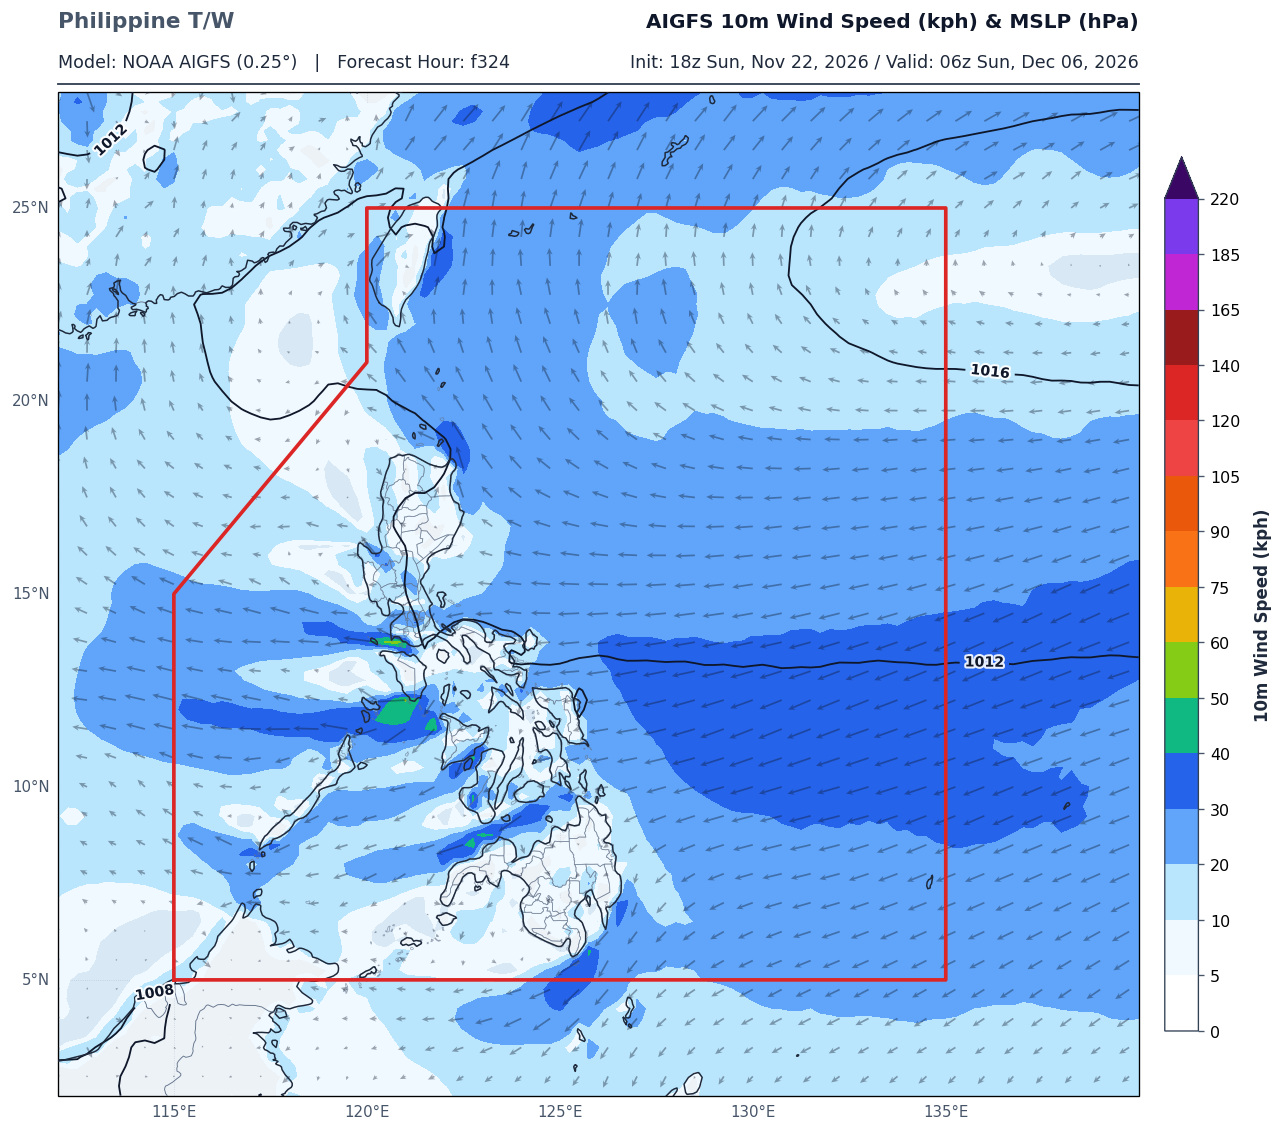 Philippine T/W
AIGFS 10m Wind Speed (kph) & MSLP (hPa)
Model: NOAA AIGFS (0.25°) | Forecast Hour: f324
Init: 18z Sun, Nov 22, 2026 / Valid: 06z Sun, Dec 06, 2026
1012
25°N
20°N
15°N
10°N
5°N
1016
1012
1008
115°E
120°E
125°E
130°E
135°E
220
185
165
140
120
105
90
75
60
50
40
30
20
10
5
0
10m Wind Speed (kph)